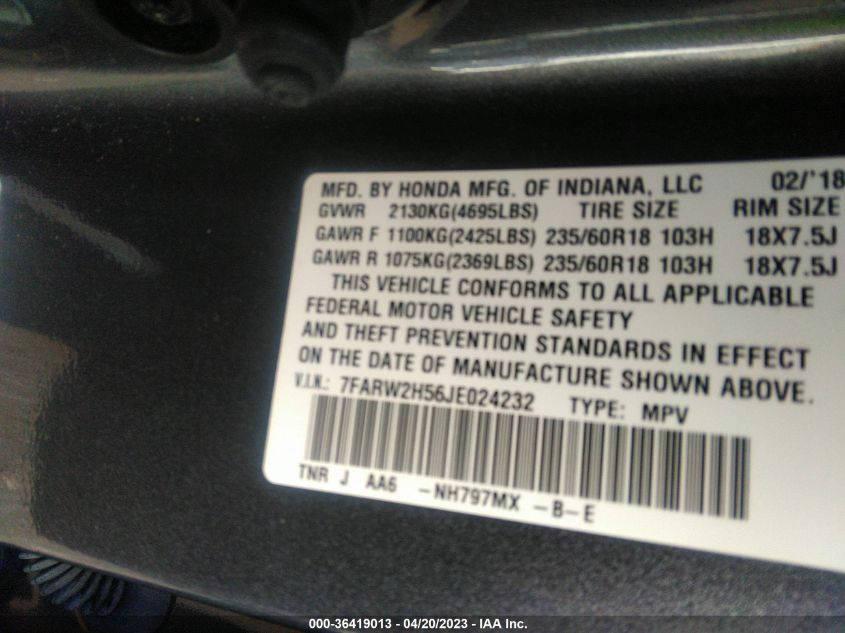 MFD. BY HONDA MFG. OF INDIANA, LLC 02/'18
GVWR 2130KG(4695LBS) TIRE SIZE RIM SIZE
GAWR F 1100KG(2425LBS) 235/60R18 103H 18X7.5J
GAWR R 1075KG(2369LBS) 235/60R18 103H 18X7.5J
THIS VEHICLE CONFORMS TO ALL APPLICABLE
FEDERAL MOTOR VEHICLE SAFETY
AND THEFT PREVENTION STANDARDS IN EFFECT
ON THE DATE OF MANUFACTURE SHOWN ABOVE.
V.I.N.: 7FARW2H56JE024232 TYPE: MPV
TNR J AA6 -NH797MX -B-E
000-36419013 - 04/20/2023 - IAA Inc.